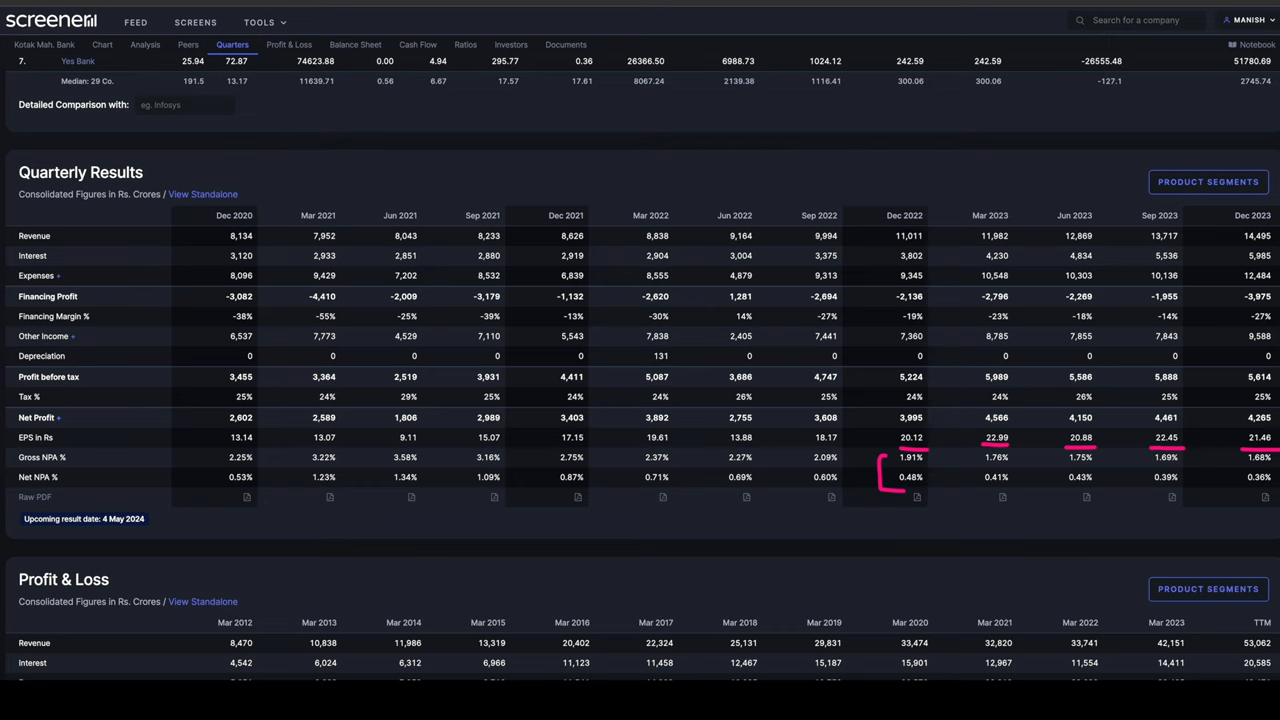 screener FEED SCREENS TOOLS Search for a company MANISH
Kotak Mah. Bank Chart Analysis Peers Quarters Profit & Loss Balance Sheet Cash Flow Ratios Investors Documents Notebook
7. Yes Bank 25.94 72.87 74623.88 0.00 4.94 295.77 0.36 26366.50 6988.73 1024.12 242.59 242.59 -26555.48 51780.69
Median: 29 Co. 191.5 13.17 11639.71 0.56 6.67 17.57 17.61 8067.24 2139.38 1116.41 300.06 300.06 -127.1 2745.74
Detailed Comparison with: eg. Infosys
Quarterly Results
PRODUCT SEGMENTS
Consolidated Figures in Rs. Crores / View Standalone
Dec 2020 Mar 2021 Jun 2021 Sep 2021 Dec 2021 Mar 2022 Jun 2022 Sep 2022 Dec 2022 Mar 2023 Jun 2023 Sep 2023 Dec 2023
Revenue 8,134 7,952 8,043 8,233 8,626 8,838 9,164 9,994 11,011 11,982 12,869 13,717 14,495
Interest 3,120 2,933 2,851 2,880 2,919 2,904 3,004 3,375 3,802 4,230 4,834 5,536 5,985
Expenses + 8,096 9,429 7,202 8,532 6,839 8,555 4,879 9,313 9,345 10,548 10,303 10,136 12,484
Financing Profit -3,082 -4,410 -2,009 -3,179 -1,132 -2,620 1,281 -2,694 -2,136 -2,796 -2,269 -1,955 -3,975
Financing Margin % -38% -55% -25% -39% -13% -30% 14% -27% -19% -23% -18% -14% -27%
Other Income + 6,537 7,773 4,529 7,110 5,543 7,838 2,405 7,441 7,360 8,785 7,855 7,843 9,588
Depreciation 0 0 0 0 0 131 0 0 0 0 0 0 0
Profit before tax 3,455 3,364 2,519 3,931 4,411 5,087 3,686 4,747 5,224 5,989 5,586 5,888 5,614
Tax % 25% 24% 29% 25% 24% 24% 26% 25% 24% 24% 26% 25% 25%
Net Profit + 2,602 2,589 1,806 2,989 3,403 3,892 2,755 3,608 3,995 4,566 4,150 4,461 4,265
EPS in Rs 13.14 13.07 9.11 15.07 17.15 19.61 13.88 18.17 20.12 22.99 20.88 22.45 21.46
Gross NPA % 2.25% 3.22% 3.58% 3.16% 2.75% 2.37% 2.27% 2.09% 1.91% 1.76% 1.75% 1.69% 1.68%
Net NPA % 0.53% 1.23% 1.34% 1.09% 0.87% 0.71% 0.69% 0.60% 0.48% 0.41% 0.43% 0.39% 0.36%
Raw PDF
Upcoming result date: 4 May 2024
Profit & Loss
PRODUCT SEGMENTS
Consolidated Figures in Rs. Crores / View Standalone
Mar 2012 Mar 2013 Mar 2014 Mar 2015 Mar 2016 Mar 2017 Mar 2018 Mar 2019 Mar 2020 Mar 2021 Mar 2022 Mar 2023 TTM
Revenue 8,470 10,838 11,986 13,319 20,402 22,324 25,131 29,831 33,474 32,820 33,741 42,151 53,062
Interest 4,542 6,024 6,312 6,966 11,123 11,458 12,467 15,187 15,901 12,967 11,554 14,411 20,585